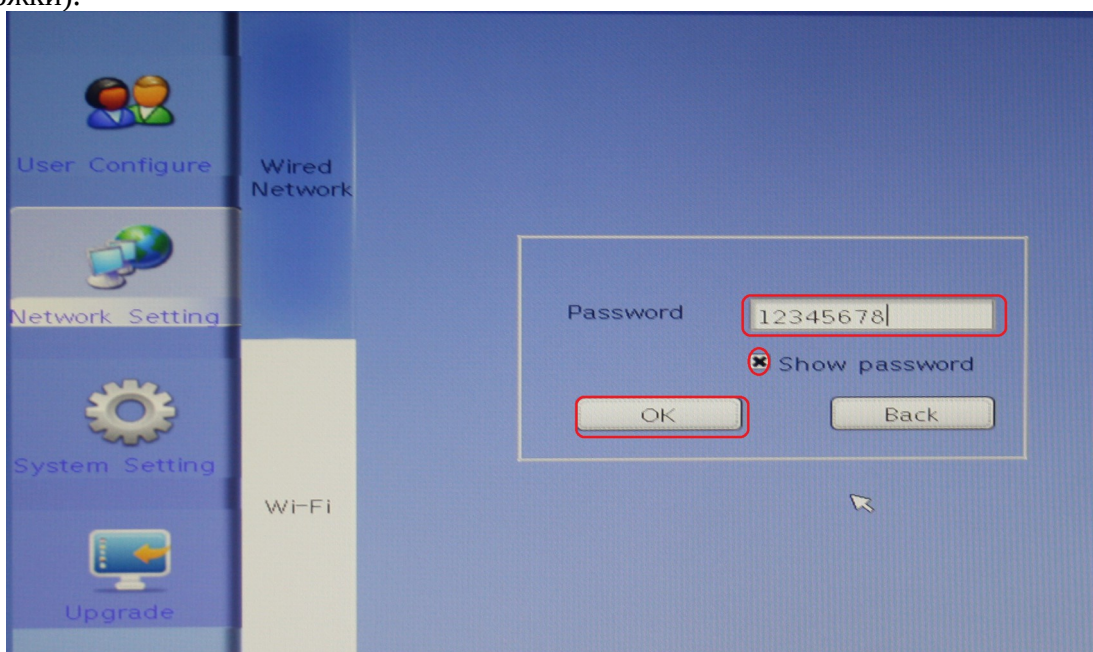 User Configure
Network Setting
System Setting
Upgrade
Wired
Network
Wi-Fi
Password
12345678
Show password
OK
Back